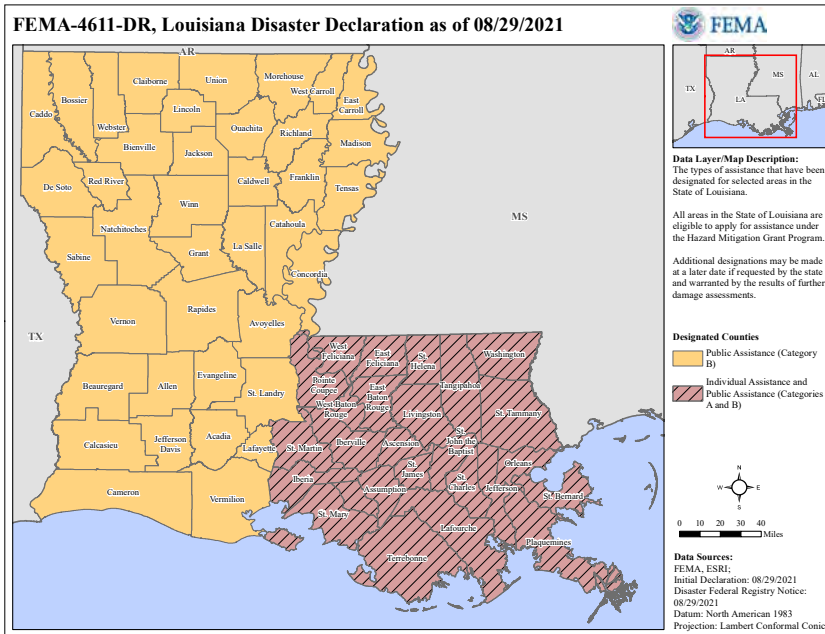 FEMA-4611-DR, Louisiana Disaster Declaration as of 08/29/2021
FEMA
AR
Claiborne
Union
Morehouse
West Carroll
East
Carroll
Caddo
Bossier
Webster
Lincoln
Ouachita
Richland
Madison
Bienville
Jackson
De Soto
Red River
Caldwell
Franklin
Tensas
Winn
Natchitoches
Catahoula
La Salle
Sabine
Grant
Concordia
MS
Vernon
Rapides
Avoyelles
TX
Beauregard
Allen
Evangeline
St. Landry
Calcasieu
Jefferson
Davis
Acadia
Lafayette
Cameron
Vermilion
West
Feliciana
East
Feliciana
St.
Helena
Washington
Pointe
Coupee
West Baton
Rouge
East
Baton
Rouge
Tangipahoa
Livingston
St. Tammany
St. Martin
Iberville
Ascension
St.
John the
Baptist
Orleans
Iberia
St.
James
Assumption
St.
Charles
Jefferson
St. Bernard
St. Mary
Lafourche
Plaquemines
Terrebonne
AR
MS
AL
TX
LA
FL
Data Layer/Map Description:
The types of assistance that have been
designated for selected areas in the
State of Louisiana.
All areas in the State of Louisiana are
eligible to apply for assistance under
the Hazard Mitigation Grant Program.
Additional designations may be made
at a later date if requested by the state
and warranted by the results of further
damage assessments.
Designated Counties
Public Assistance (Category
B)
Individual Assistance and
Public Assistance (Categories
A and B)
N
W E
S
0 10 20 30 40
Miles
Data Sources:
FEMA, ESRI;
Initial Declaration: 08/29/2021
Disaster Federal Registry Notice:
08/29/2021
Datum: North American 1983
Projection: Lambert Conformal Conic